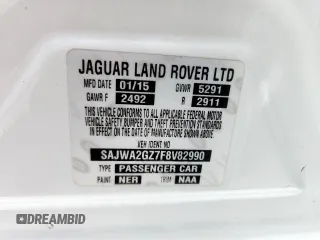 JAGUAR LAND ROVER LTD
MFD DATE 01/15 GVWR 5291
GAWR F 2492 R 2911
THIS VEHICLE CONFORMS TO ALL APPLICABLE
FEDERAL MOTOR VEHICLE SAFETY, BUMPER,
AND THEFT PREVENTION STANDARDS IN EFFECT ON
THE DATE OF MANUFACTURE SHOWN ABOVE
VEH IDENT NO
SAJWA2GZ7F8V82990
TYPE PASSENGER CAR
PAINT NER TRIM NAA
DREAMBID